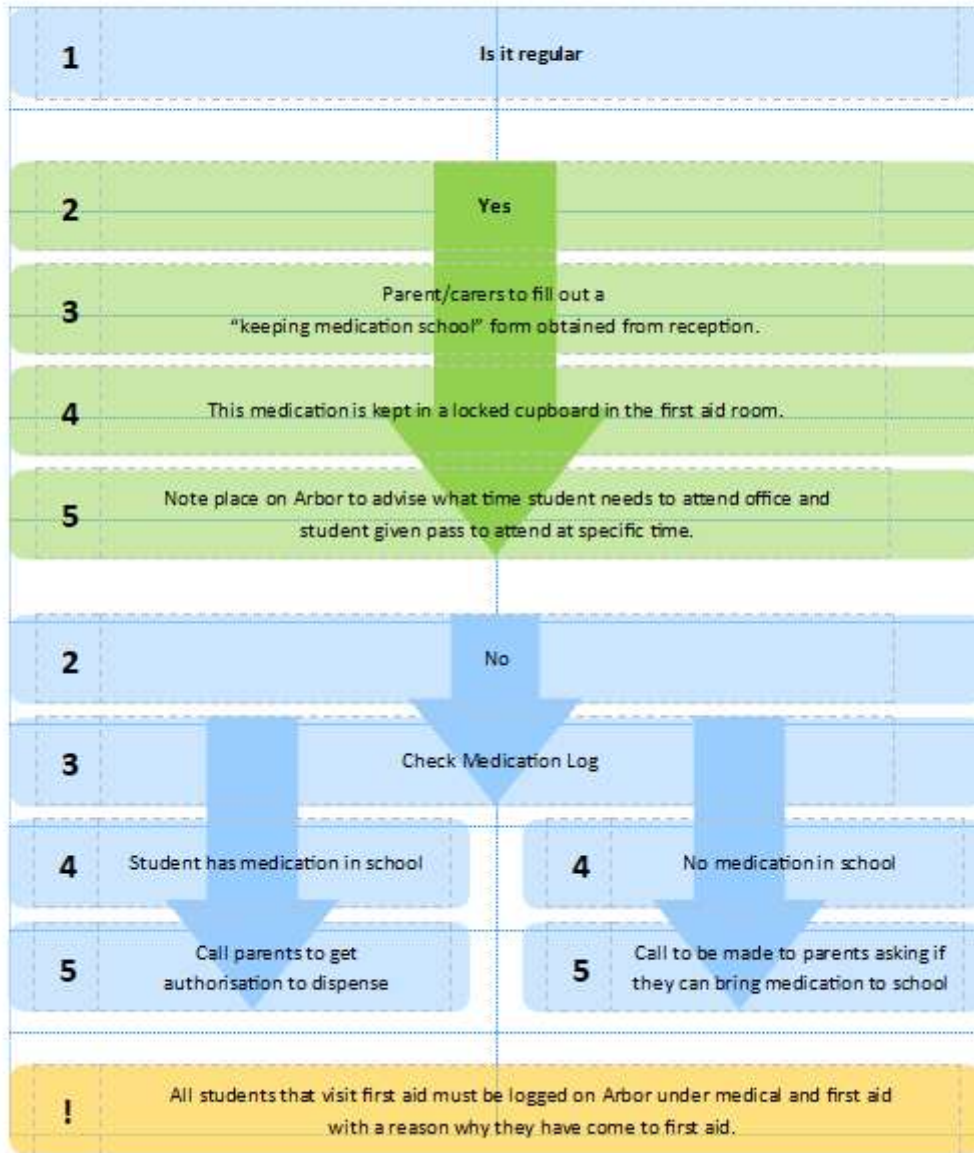 1 Is it regular
2 Yes
3 Parent/carers to fill out a
“keeping medication school” form obtained from reception.
4 This medication is kept in a locked cupboard in the first aid room.
5 Note place on Arbor to advise what time student needs to attend office and
student given pass to attend at specific time.
2 No
3 Check Medication Log
4 Student has medication in school
5 Call parents to get
authorisation to dispense
4 No medication in school
5 Call to be made to parents asking if
they can bring medication to school
! All students that visit first aid must be logged on Arbor under medical and first aid
with a reason why they have come to first aid.